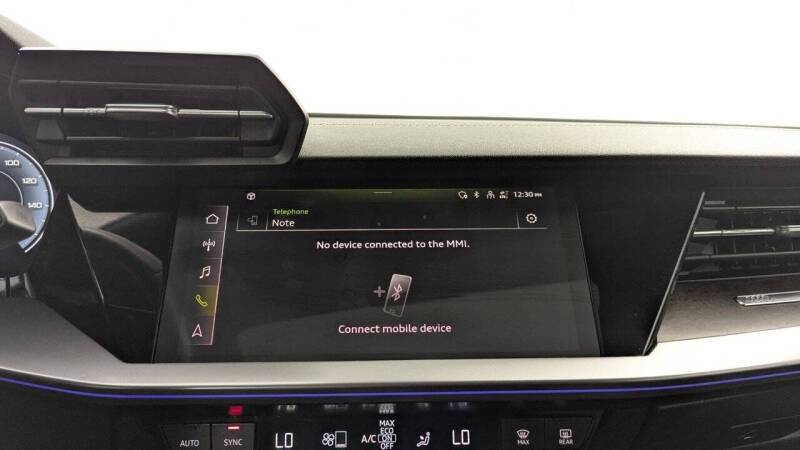 100
120
140
12:30 PM
Telephone
Note
No device connected to the MMI.
Connect mobile device
AUTO
SYNC
LO
A/C
MAX
ECO
ON
OFF
LO
MAX
REAR